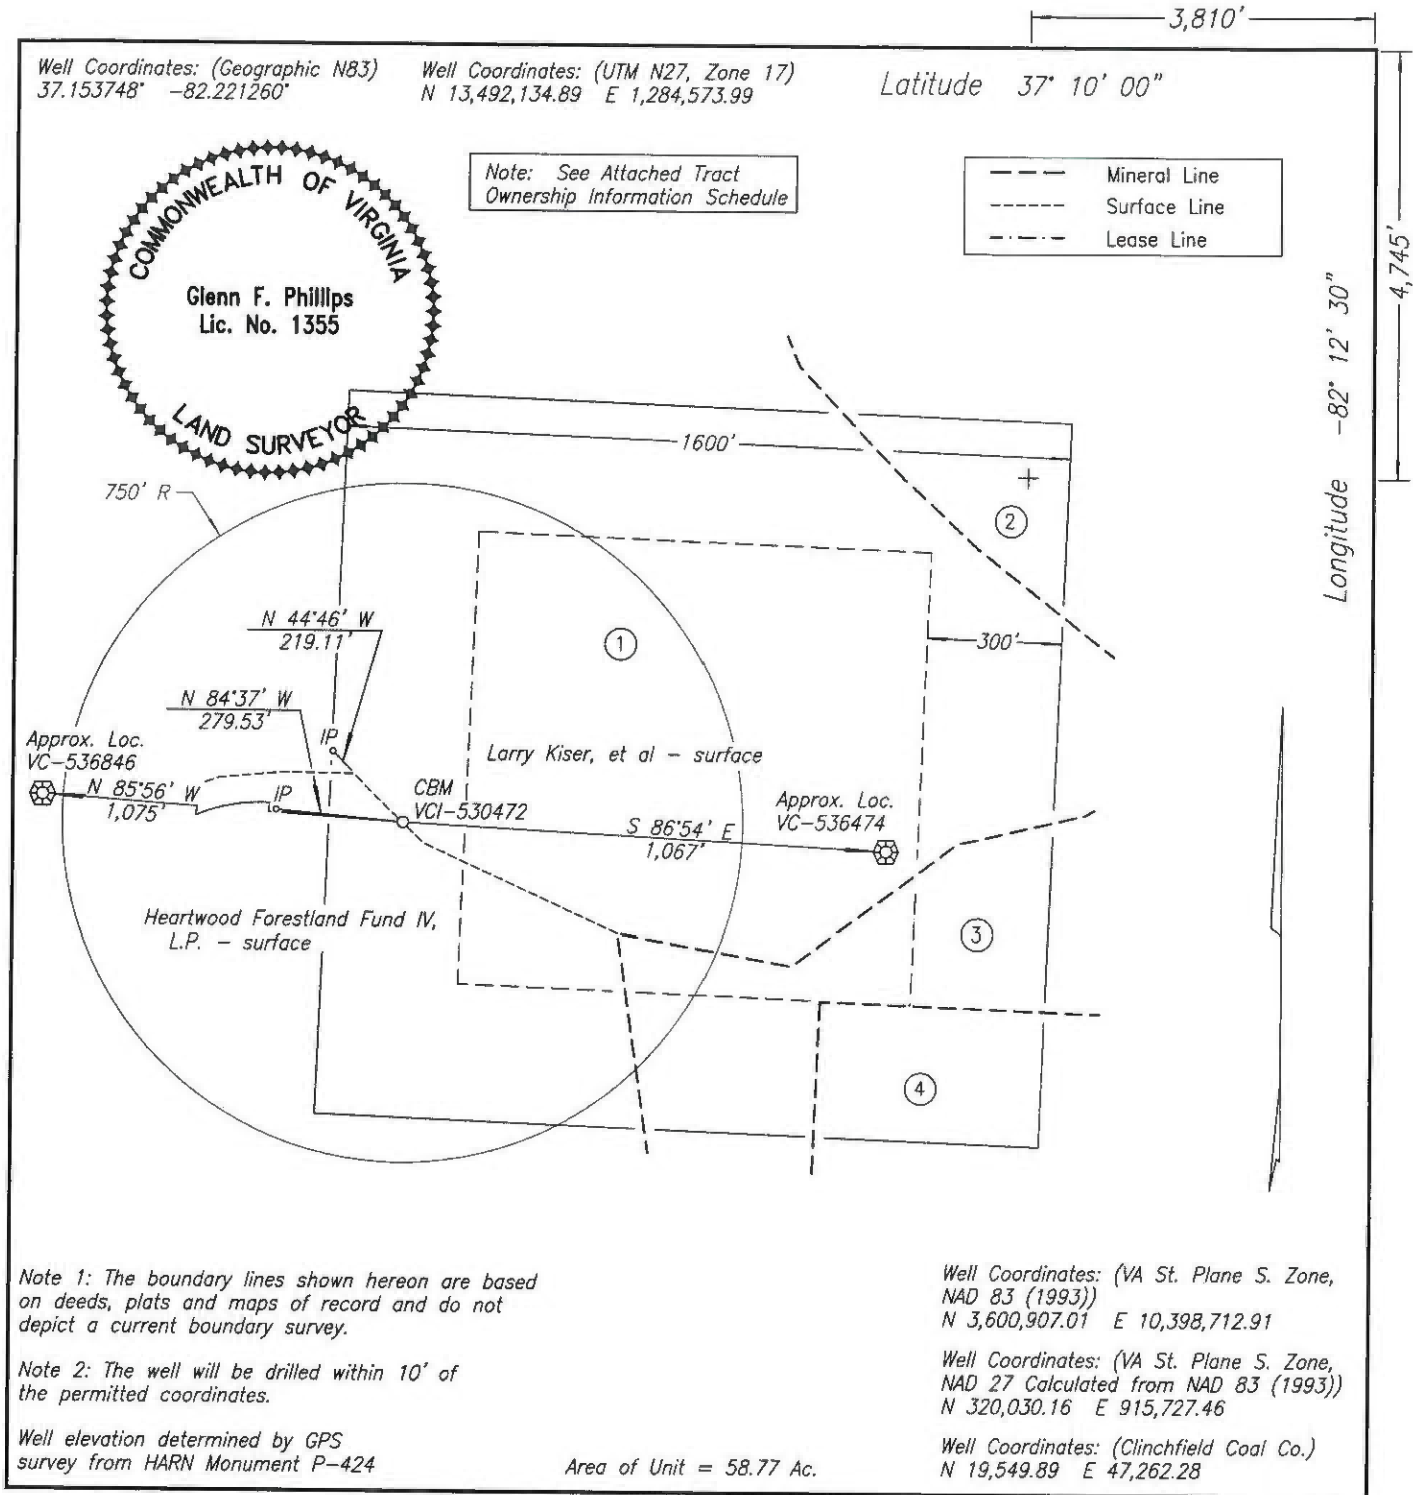 3,810'
Well Coordinates: (Geographic N83)
37.153748° -82.221260°
Well Coordinates: (UTM N27, Zone 17)
N 13,492,134.89 E 1,284,573.99
Latitude 37° 10' 00"
4,745'
Longitude -82° 12' 30"
COMMONWEALTH OF VIRGINIA
Glenn F. Phillips
Lic. No. 1355
LAND SURVEYOR
Note: See Attached Tract
Ownership Information Schedule
Mineral Line
Surface Line
Lease Line
1600'
750' R
2
1
300'
N 44°46' W
219.11'
N 84°37' W
279.53'
IP
Approx. Loc.
VC-536846
N 85°56' W
1,075'
IP
Larry Kiser, et al - surface
CBM
VCI-530472
S 86°54' E
1,067'
Approx. Loc.
VC-536474
Heartwood Forestland Fund IV,
L.P. - surface
3
4
Note 1: The boundary lines shown hereon are based
on deeds, plats and maps of record and do not
depict a current boundary survey.
Note 2: The well will be drilled within 10' of
the permitted coordinates.
Well elevation determined by GPS
survey from HARN Monument P-424
Area of Unit = 58.77 Ac.
Well Coordinates: (VA St. Plane S. Zone,
NAD 83 (1993))
N 3,600,907.01 E 10,398,712.91
Well Coordinates: (VA St. Plane S. Zone,
NAD 27 Calculated from NAD 83 (1993))
N 320,030.16 E 915,727.46
Well Coordinates: (Clinchfield Coal Co.)
N 19,549.89 E 47,262.28